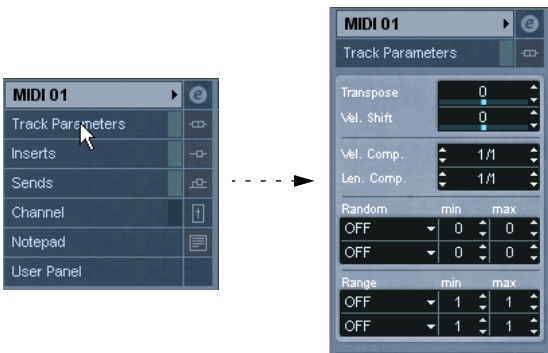 MIDI 01
Track Parameters
Inserts
Sends
Channel
Notepad
User Panel
MIDI 01
Track Parameters
Transpose 0
Vel. Shift 0
Vel. Comp. 1/1
Len. Comp. 1/1
Random min max
OFF 0 0
OFF 0 0
Range min max
OFF 1 1
OFF 1 1